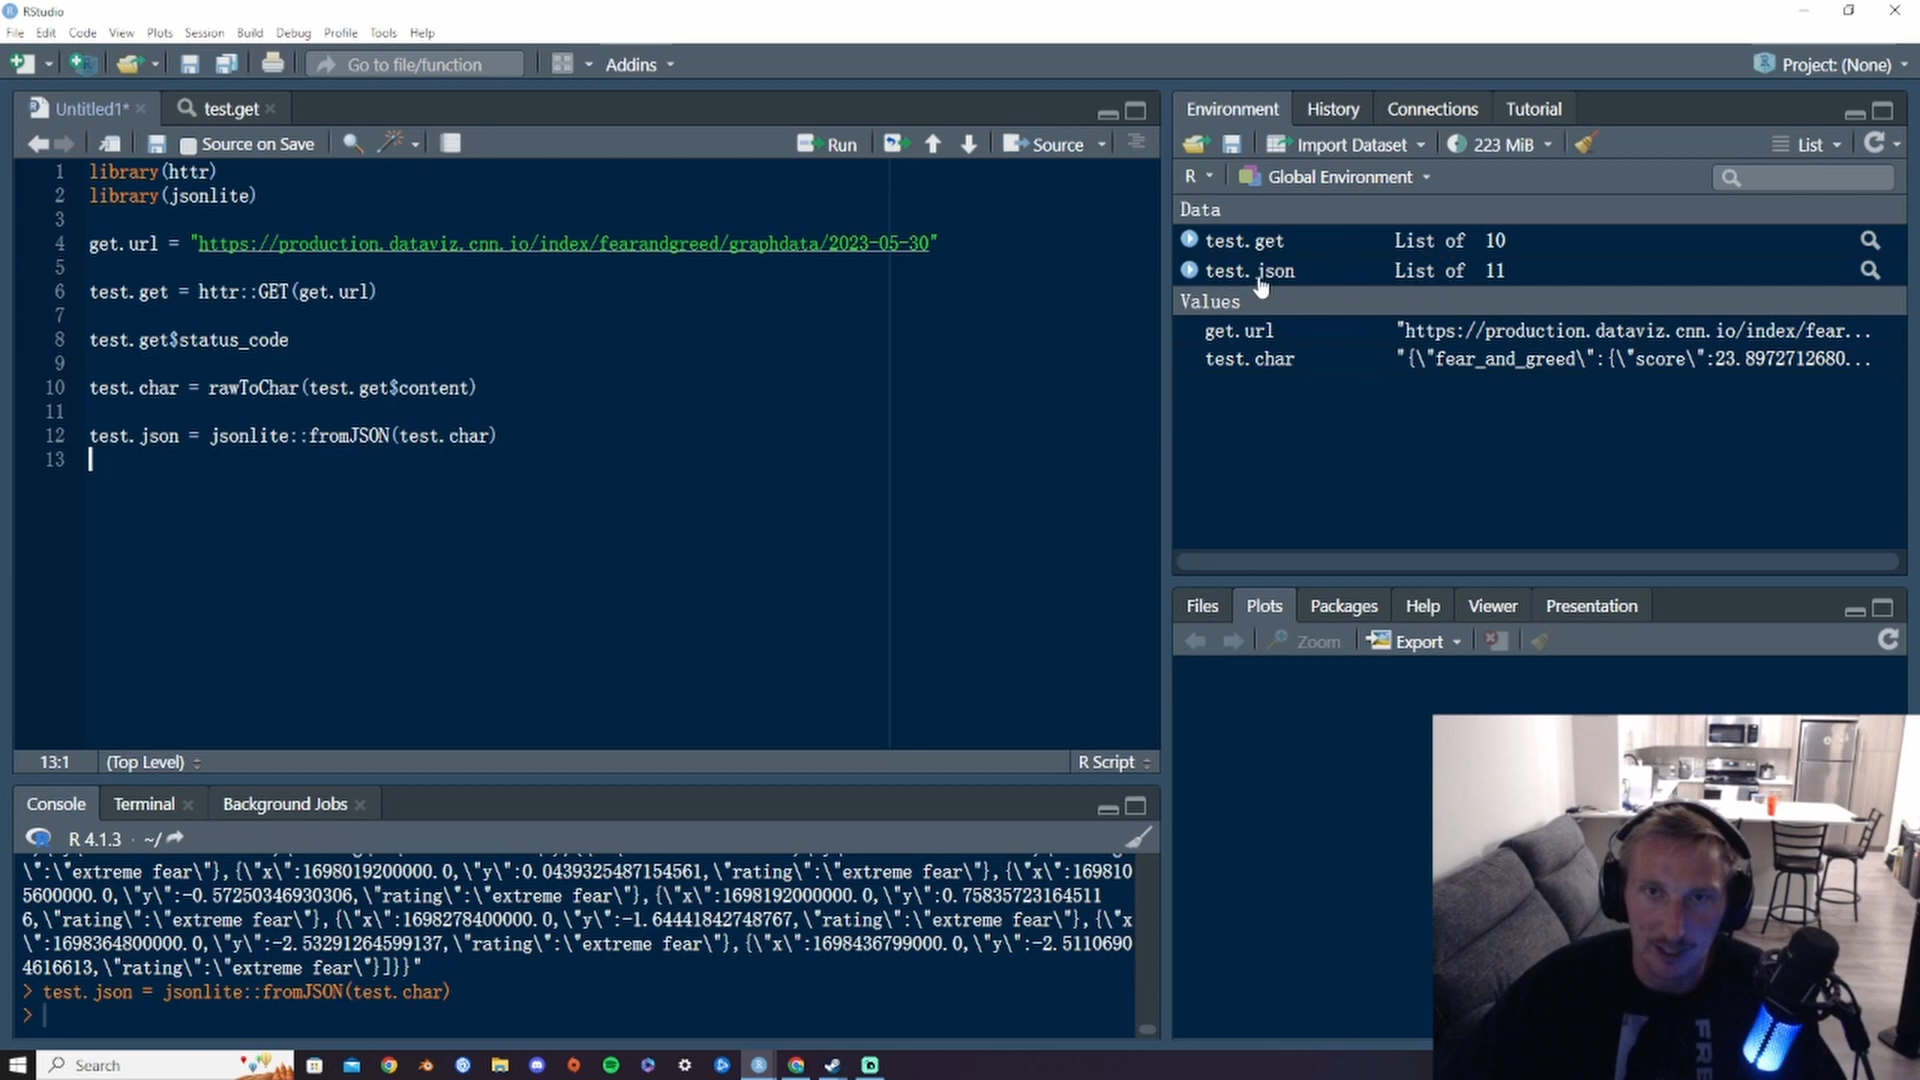 RStudio
File Edit Code View Plots Session Build Debug Profile Tools Help
Go to file/function Addins Project: (None)
Untitled1* test.get
Source on Save Run Source
1 library(httr)
2 library(jsonlite)
3
4 get.url = "https://production.dataviz.cnn.io/index/fearandgreed/graphdata/2023-05-30"
5
6 test.get = httr::GET(get.url)
7
8 test.get$status_code
9
10 test.char = rawToChar(test.get$content)
11
12 test.json = jsonlite::fromJSON(test.char)
13
13:1 (Top Level) R Script
Console Terminal Background Jobs
R 4.1.3 · ~/
\":\"extreme fear\"},{\"x\":1698019200000.0,\"y\":0.0439325487154561,\"rating\":\"extreme fear\"},{\"x\":169810
5600000.0,\"y\":-0.57250346930306,\"rating\":\"extreme fear\"},{\"x\":1698192000000.0,\"y\":0.75835723164511
6,\"rating\":\"extreme fear\"},{\"x\":1698278400000.0,\"y\":-1.64441842748767,\"rating\":\"extreme fear\"},{\"x
\":1698364800000.0,\"y\":-2.53291264599137,\"rating\":\"extreme fear\"},{\"x\":1698436799000.0,\"y\":-2.5110690
4616613,\"rating\":\"extreme fear\"}]}}"
> test.json = jsonlite::fromJSON(test.char)
>
Environment History Connections Tutorial
Import Dataset 223 MiB List
R Global Environment
Data
test.get List of 10
test.json List of 11
Values
get.url "https://production.dataviz.cnn.io/index/fear...
test.char "{\"fear_and_greed\":{\"score\":23.8972712680...
Files Plots Packages Help Viewer Presentation
Zoom Export
FRE
Search